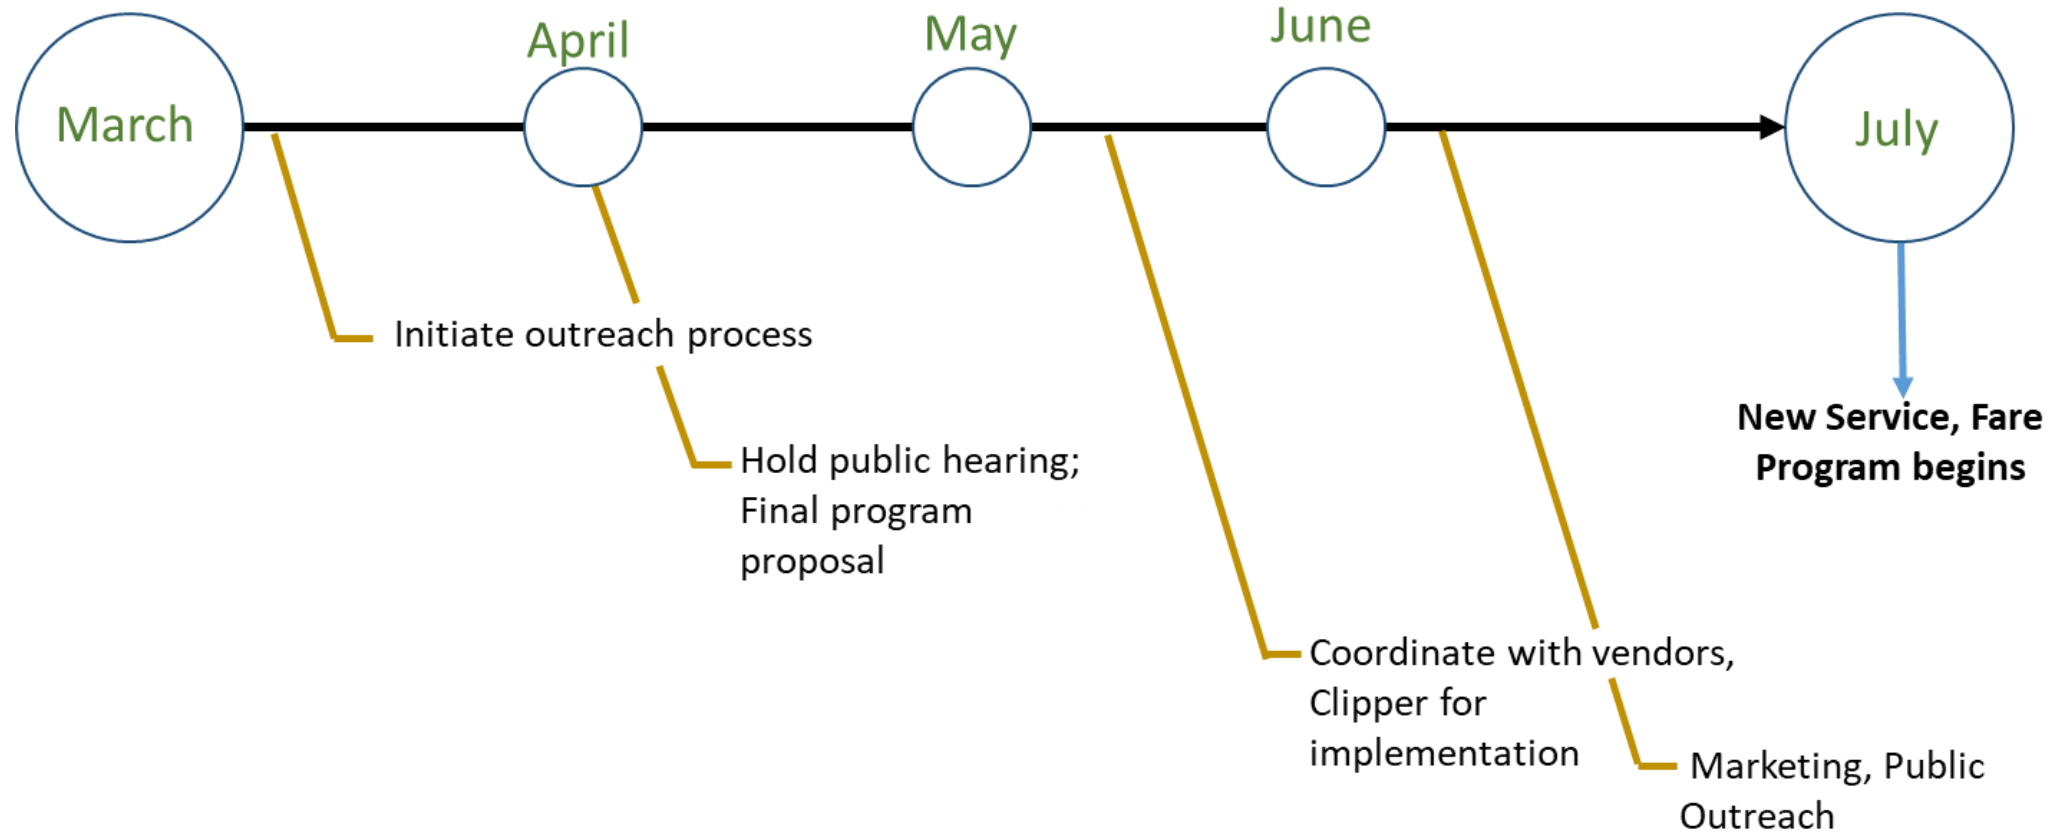 March
April
May
June
July
Initiate outreach process
Hold public hearing;
Final program
proposal
Coordinate with vendors,
Clipper for
implementation
Marketing, Public
Outreach
New Service, Fare
Program begins